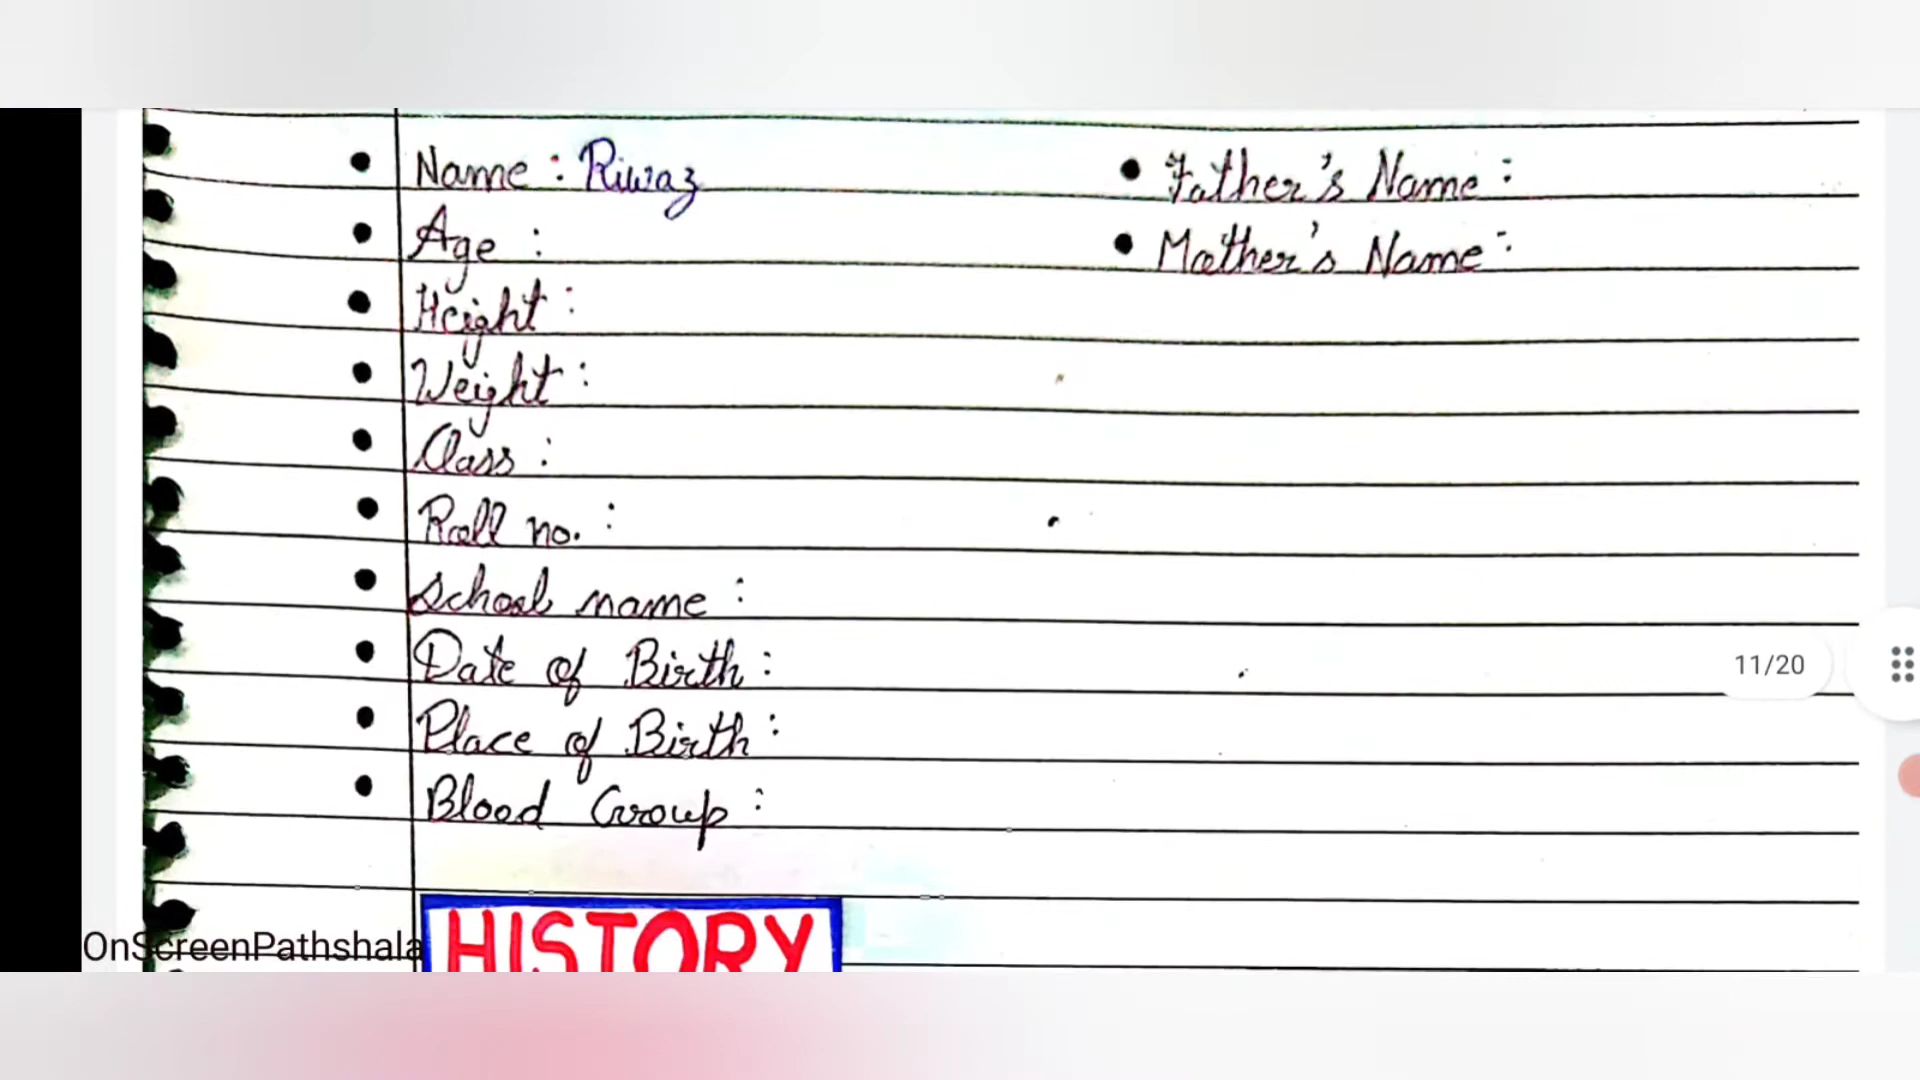 Name : Riwaz
Father's Name :
Age :
Mother's Name :
Height :
Weight :
Class :
Roll no. :
School name :
Date of Birth :
Place of Birth :
Blood Group :
11/20
HISTORY
OnScreenPathshala